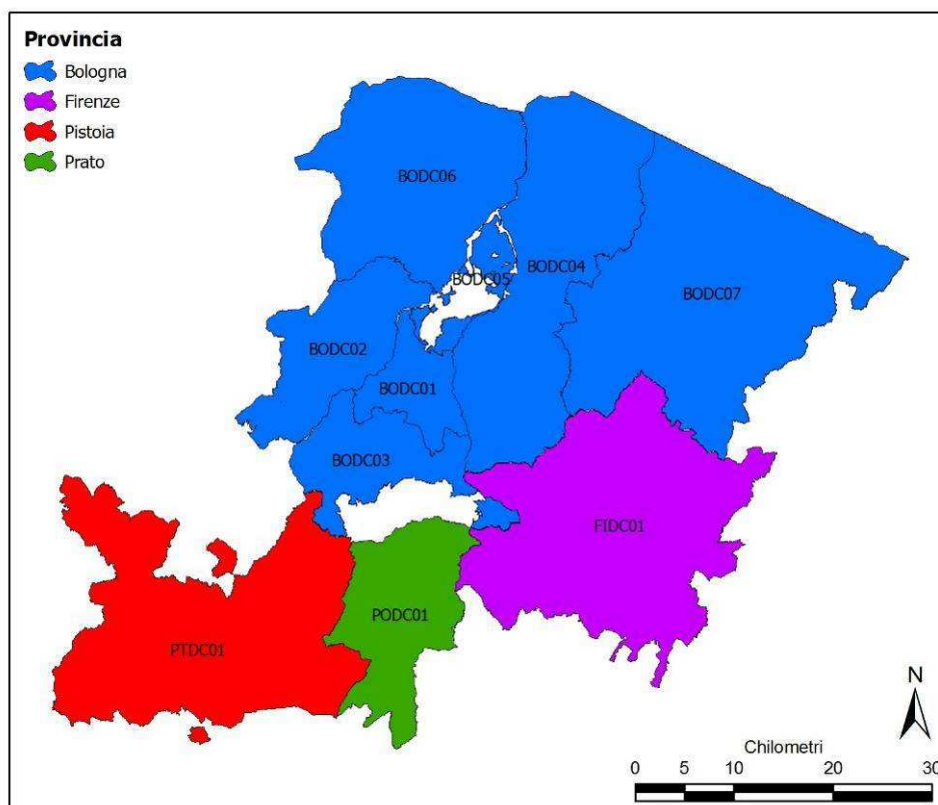 Provincia
Bologna
Firenze
Pistoia
Prato
BODC06
BODC05
BODC04
BODC07
BODC02
BODC01
BODC03
FIDC01
PODC01
PTDC01
N
Chilometri
0 5 10 20 30